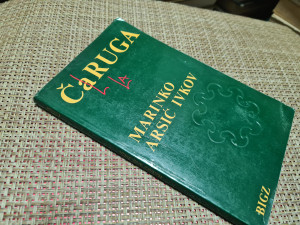 ČaRUGA
MARINKO
ARSIĆ IVKOV
BIGZ